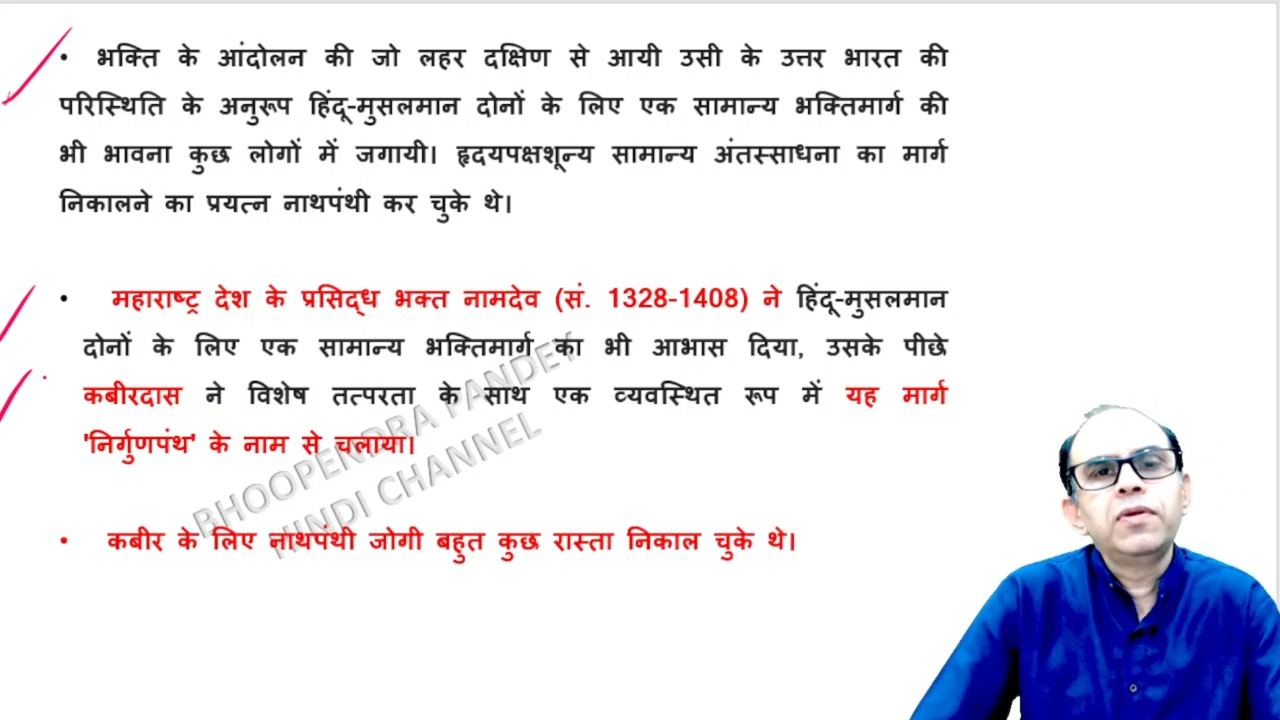 • भक्ति के आंदोलन की जो लहर दक्षिण से आयी उसी के उत्तर भारत की
परिस्थिति के अनुरूप हिंदू-मुसलमान दोनों के लिए एक सामान्य भक्तिमार्ग की
भी भावना कुछ लोगों में जगायी। हृदयपक्षशून्य सामान्य अंतस्साधना का मार्ग
निकालने का प्रयत्न नाथपंथी कर चुके थे।
• महाराष्ट्र देश के प्रसिद्ध भक्त नामदेव (सं. 1328-1408) ने हिंदू-मुसलमान
दोनों के लिए एक सामान्य भक्तिमार्ग का भी आभास दिया, उसके पीछे
कबीरदास ने विशेष तत्परता के साथ एक व्यवस्थित रूप में यह मार्ग
'निर्गुणपंथ' के नाम से चलाया।
• कबीर के लिए नाथपंथी जोगी बहुत कुछ रास्ता निकाल चुके थे।
BHOOPENDRA PANDEY
HINDI CHANNEL